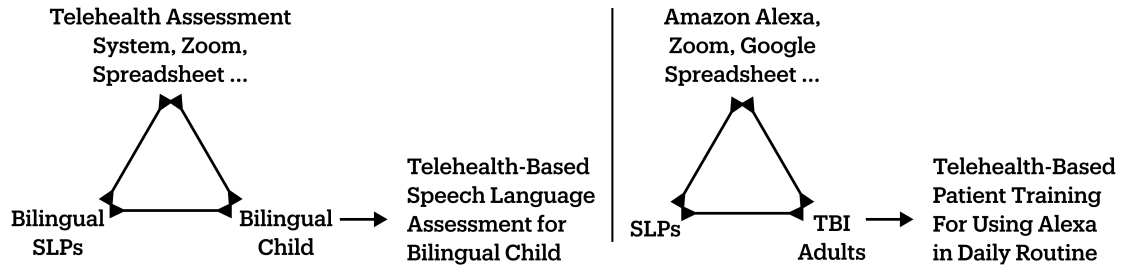 Telehealth Assessment
System, Zoom,
Spreadsheet ...
Bilingual
SLPs
Bilingual
Child
Telehealth-Based
Speech Language
Assessment for
Bilingual Child
Amazon Alexa,
Zoom, Google
Spreadsheet ...
SLPs
TBI
Adults
Telehealth-Based
Patient Training
For Using Alexa
in Daily Routine